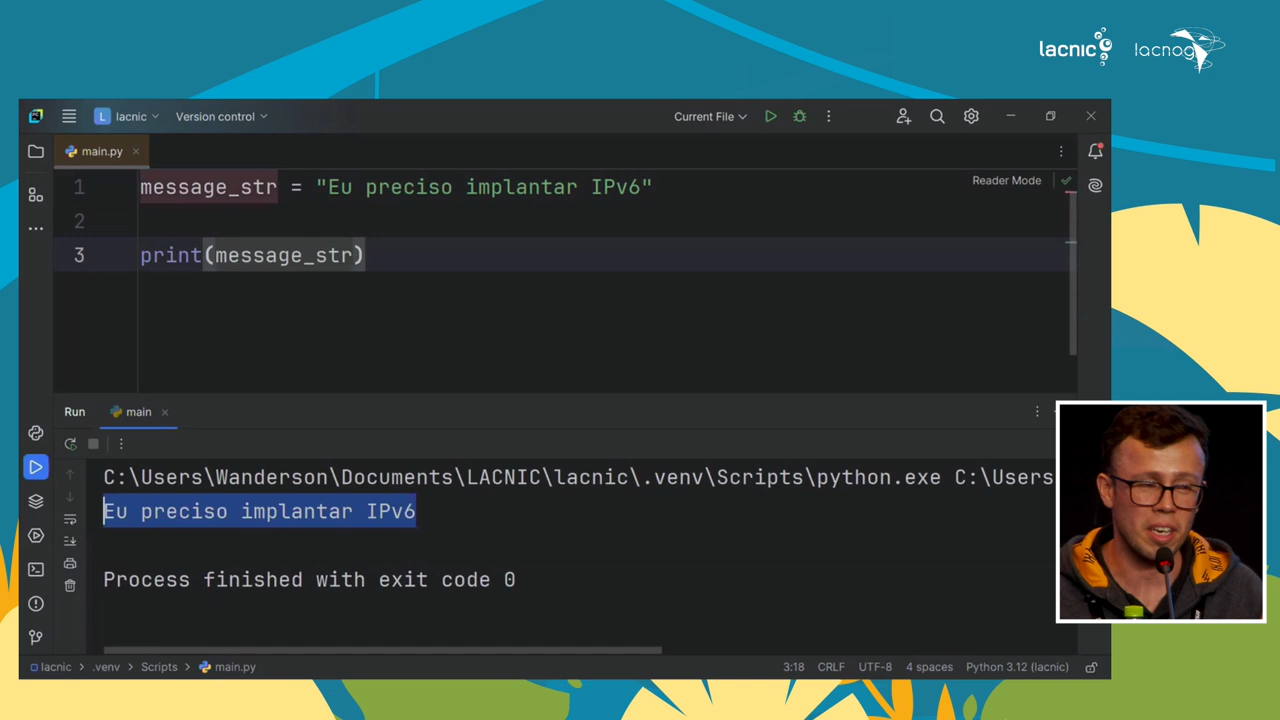 lacnic lacnog
L lacnic Version control Current File
main.py
1 message_str = "Eu preciso implantar IPv6" Reader Mode
2
3 print(message_str)
Run main
C:\Users\Wanderson\Documents\LACNIC\lacnic\.venv\Scripts\python.exe C:\Users
Eu preciso implantar IPv6
Process finished with exit code 0
lacnic > .venv > Scripts > main.py 3:18 CRLF UTF-8 4 spaces Python 3.12 (lacnic)